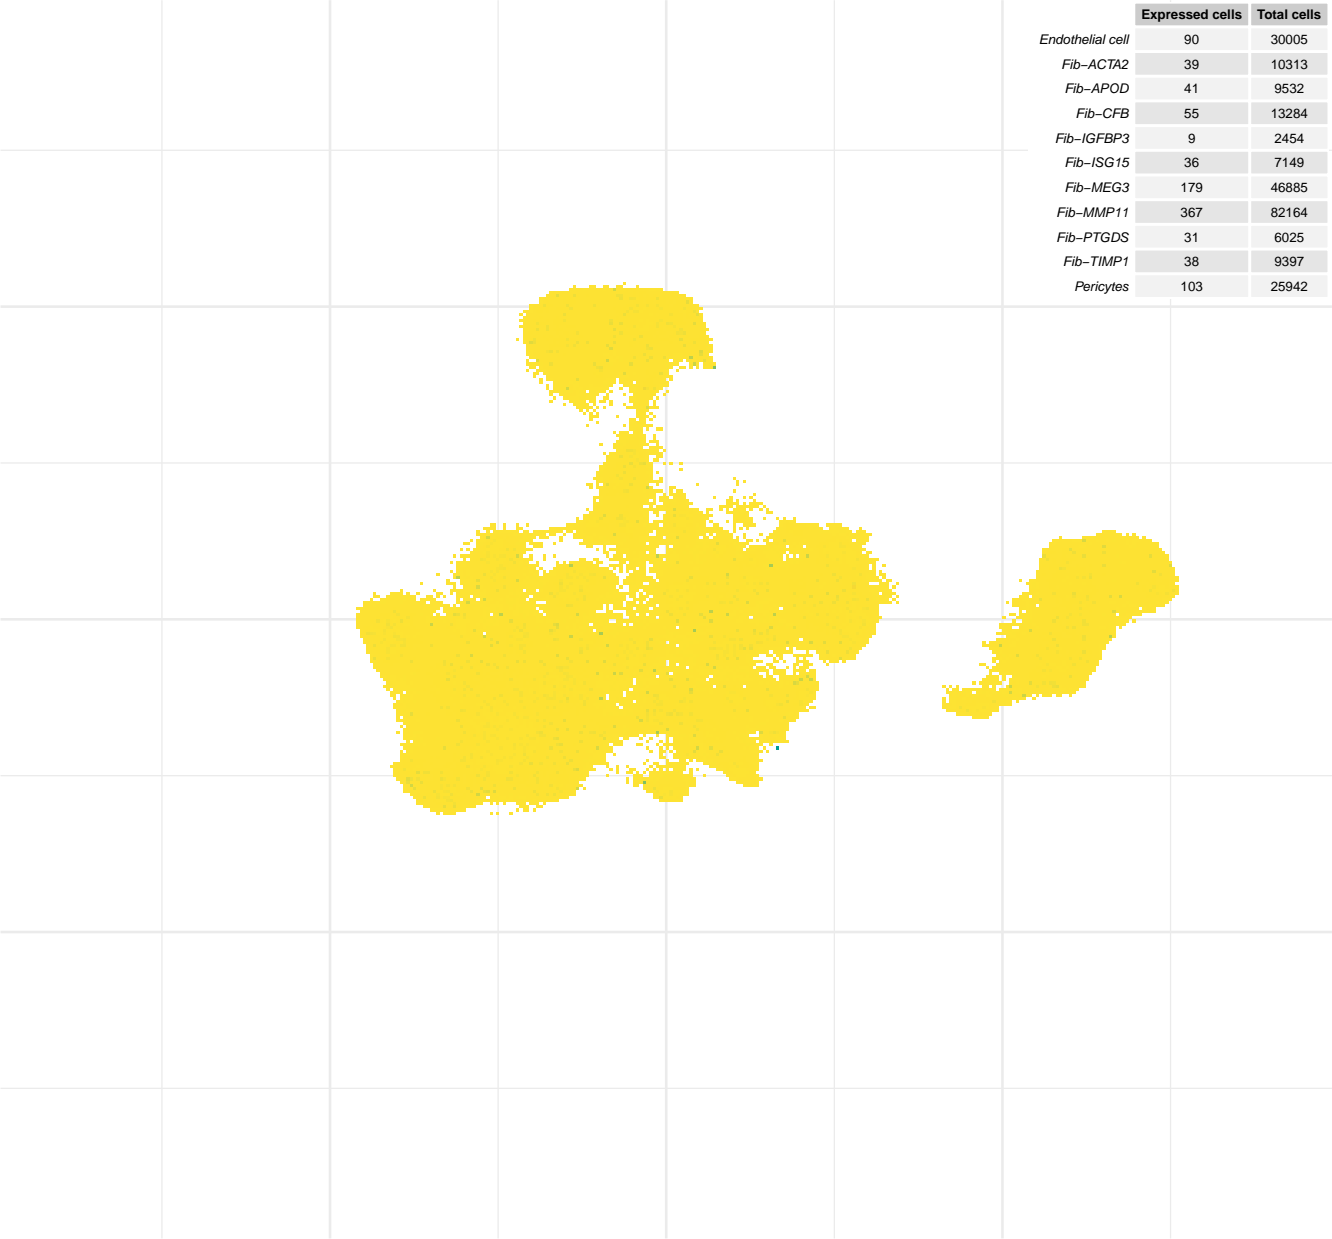 Expressed cells Total cells
Endothelial cell 90 30005
Fib−ACTA2 39 10313
Fib−APOD 41 9532
Fib−CFB 55 13284
Fib−IGFBP3 9 2454
Fib−ISG15 36 7149
Fib−MEG3 179 46885
Fib−MMP11 367 82164
Fib−PTGDS 31 6025
Fib−TIMP1 38 9397
Pericytes 103 25942